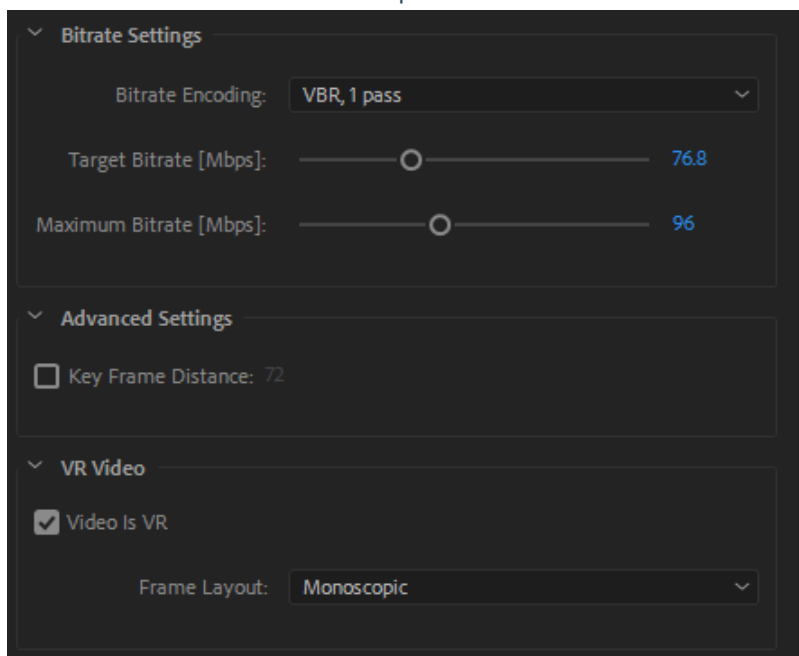 Bitrate Settings
Bitrate Encoding: VBR, 1 pass
Target Bitrate [Mbps]: 76.8
Maximum Bitrate [Mbps]: 96
Advanced Settings
Key Frame Distance: 72
VR Video
Video Is VR
Frame Layout: Monoscopic